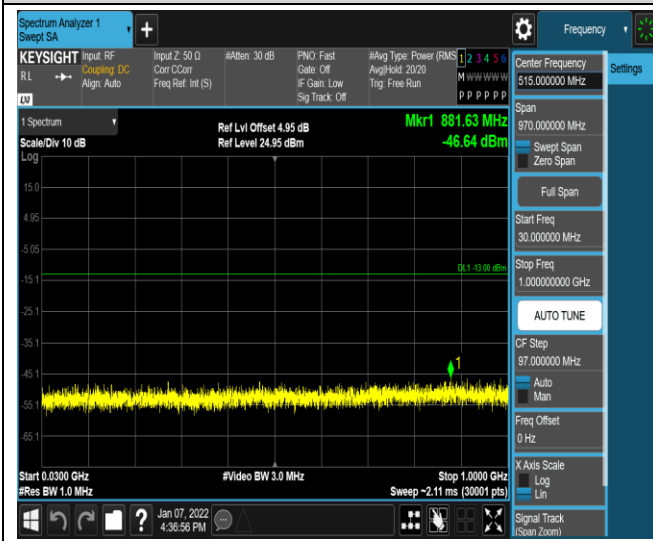 Spectrum Analyzer 1
Swept SA
+
Frequency
KEYSIGHT
RL
LXI
Input: RF
Coupling: DC
Align: Auto
Input Z: 50 Ω
Corr CCorr
Freq Ref: Int (S)
#Atten: 30 dB
PNO: Fast
Gate: Off
IF Gain: Low
Sig Track: Off
#Avg Type: Power (RMS
Avg|Hold: 20/20
Trig: Free Run
1 2 3 4 5 6
M W W W W W
P P P P P P
1 Spectrum
Scale/Div 10 dB
Log
Ref Lvl Offset 4.95 dB
Ref Level 24.95 dBm
Mkr1 881.63 MHz
-46.64 dBm
15.0
4.95
-5.05
DL1 -13.00 dBm
-15.1
-25.1
-35.1
1
-45.1
-55.1
-65.1
Start 0.0300 GHz
#Res BW 1.0 MHz
#Video BW 3.0 MHz
Stop 1.0000 GHz
Sweep ~2.11 ms (30001 pts)
?
Jan 07, 2022
4:36:56 PM
Settings
Center Frequency
515.000000 MHz
Span
970.000000 MHz
Swept Span
Zero Span
Full Span
Start Freq
30.000000 MHz
Stop Freq
1.000000000 GHz
AUTO TUNE
CF Step
97.000000 MHz
Auto
Man
Freq Offset
0 Hz
X Axis Scale
Log
Lin
Signal Track
(Span Zoom)